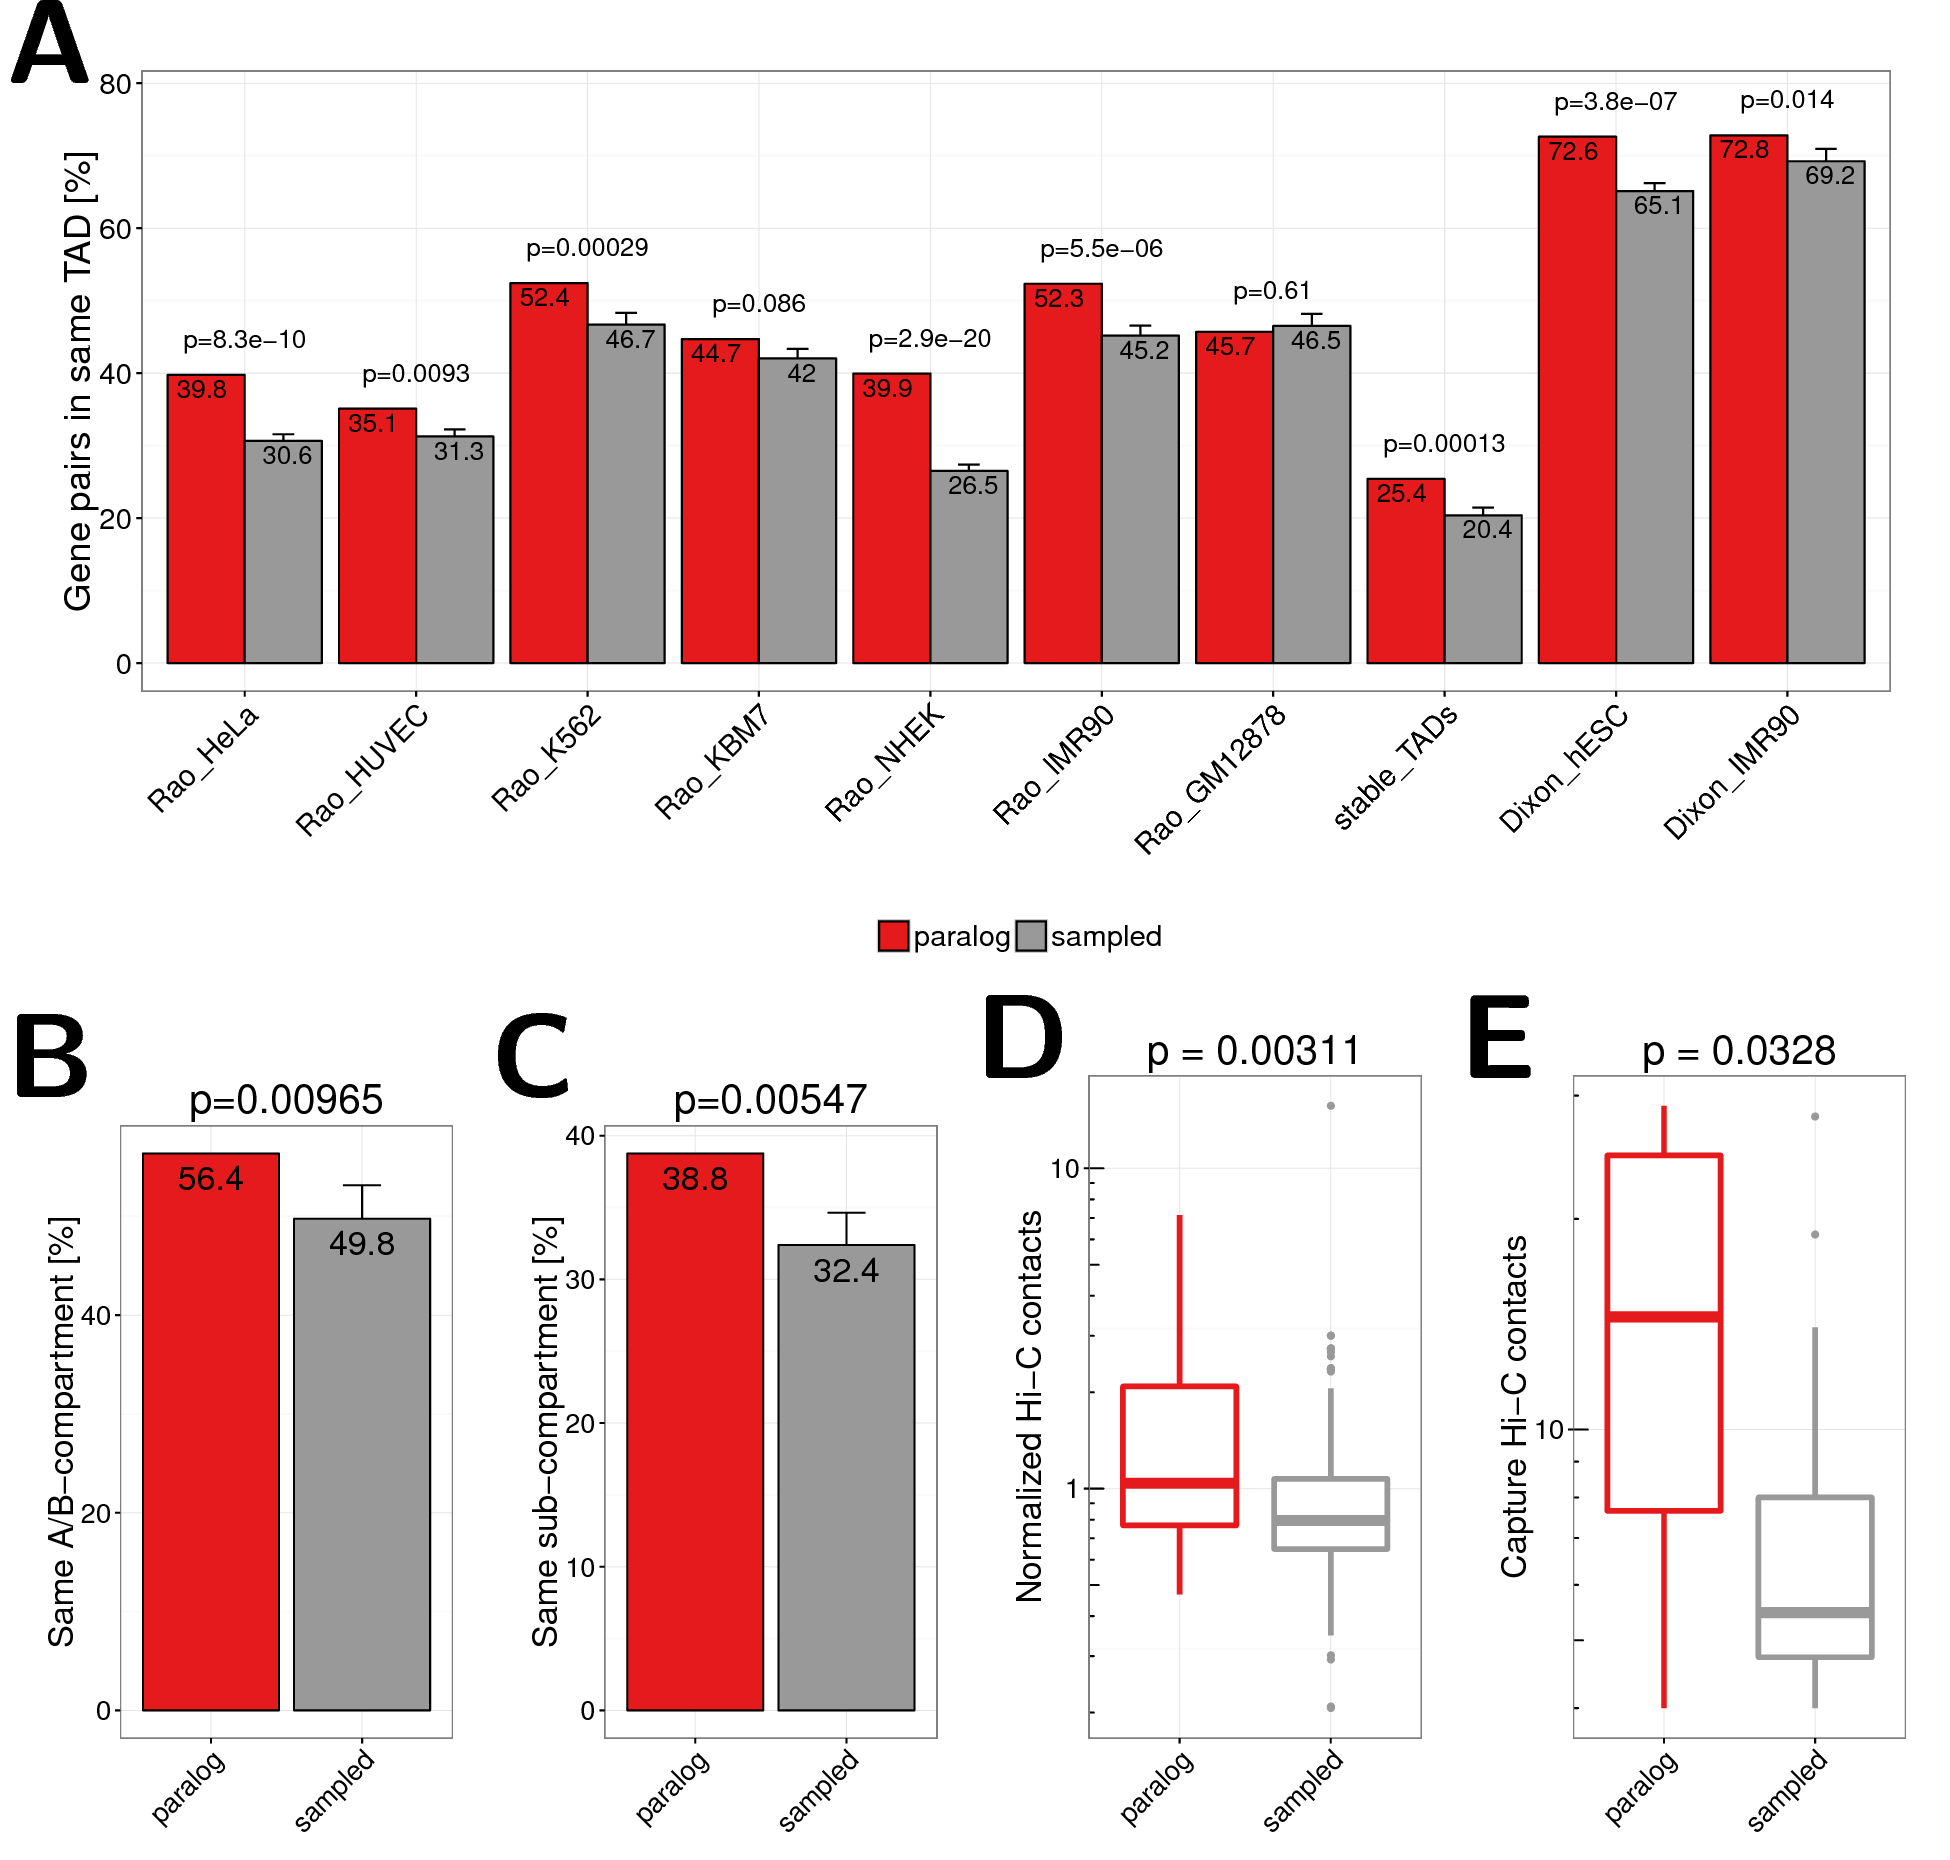 A
Gene pairs in same TAD [%]
80
60
40
20
0
p=8.3e−10
39.8
30.6
p=0.0093
35.1
31.3
p=0.00029
52.4
46.7
p=0.086
44.7
42
p=2.9e−20
39.9
26.5
p=5.5e−06
52.3
45.2
p=0.61
45.7
46.5
p=0.00013
25.4
20.4
p=3.8e−07
72.6
65.1
p=0.014
72.8
69.2
Rao_HeLa
Rao_HUVEC
Rao_K562
Rao_KBM7
Rao_NHEK
Rao_IMR90
Rao_GM12878
stable_TADs
Dixon_hESC
Dixon_IMR90
paralog
sampled
B
p=0.00965
Same A/B−compartment [%]
40
20
0
56.4
49.8
paralog
sampled
C
p=0.00547
Same sub−compartment [%]
40
30
20
10
0
38.8
32.4
paralog
sampled
D
p = 0.00311
Normalized Hi−C contacts
10
1
paralog
sampled
E
p = 0.0328
Capture Hi−C contacts
10
paralog
sampled